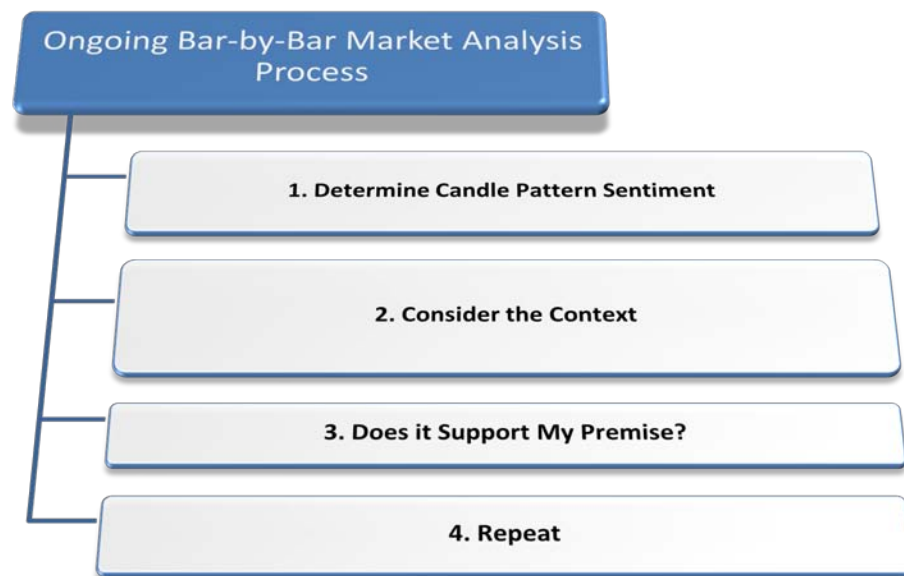 Ongoing Bar-by-Bar Market Analysis
Process
1. Determine Candle Pattern Sentiment
2. Consider the Context
3. Does it Support My Premise?
4. Repeat